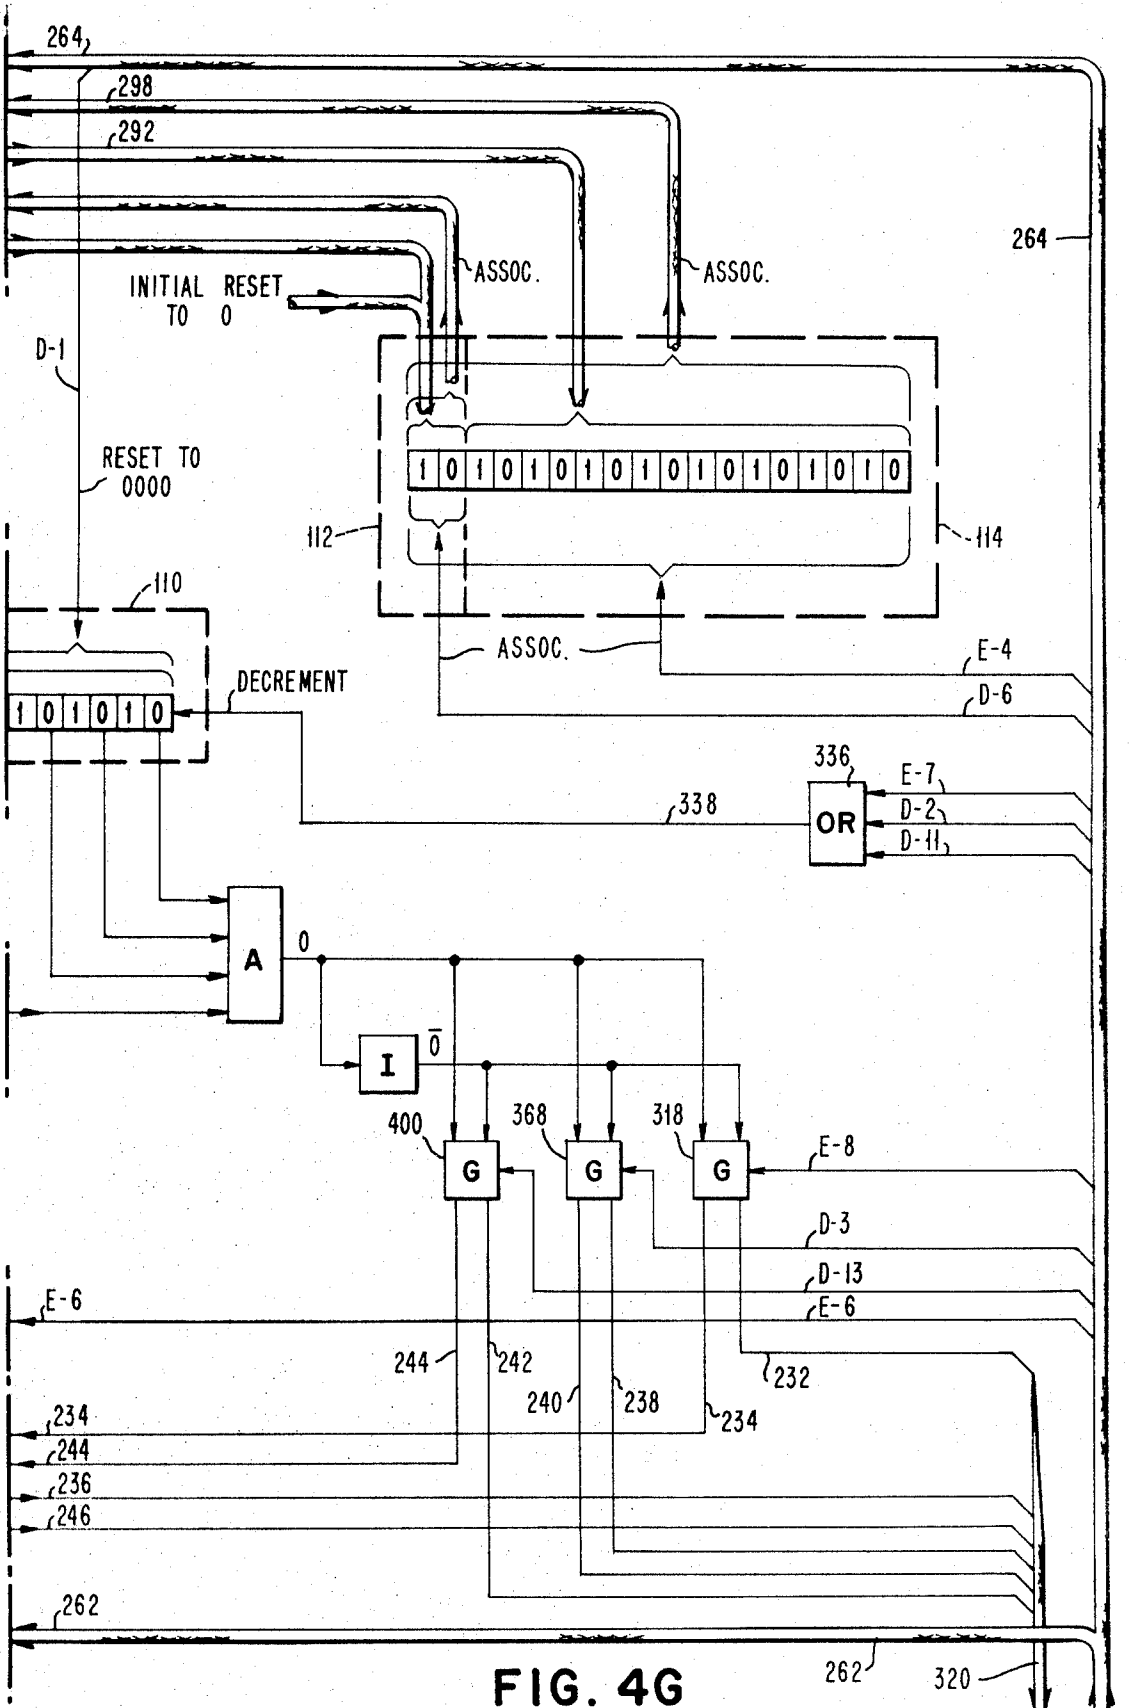 264
298
292
264
ASSOC.
ASSOC.
INITIAL RESET
TO 0
D-1
RESET TO
0000
1 0 1 0 1 0 1 0 1 0 1 0 1 0 1 0 1 0
112
114
110
ASSOC.
E-4
DECREMENT
D-6
1 0 1 0 1 0
336
E-7
338
OR
D-2
D-11
A
0
I
0̅
400
368
318
G
G
G
E-8
D-3
D-13
E-6
E-6
244
242
240
238
234
232
234
244
236
246
262
262
320
FIG. 4G